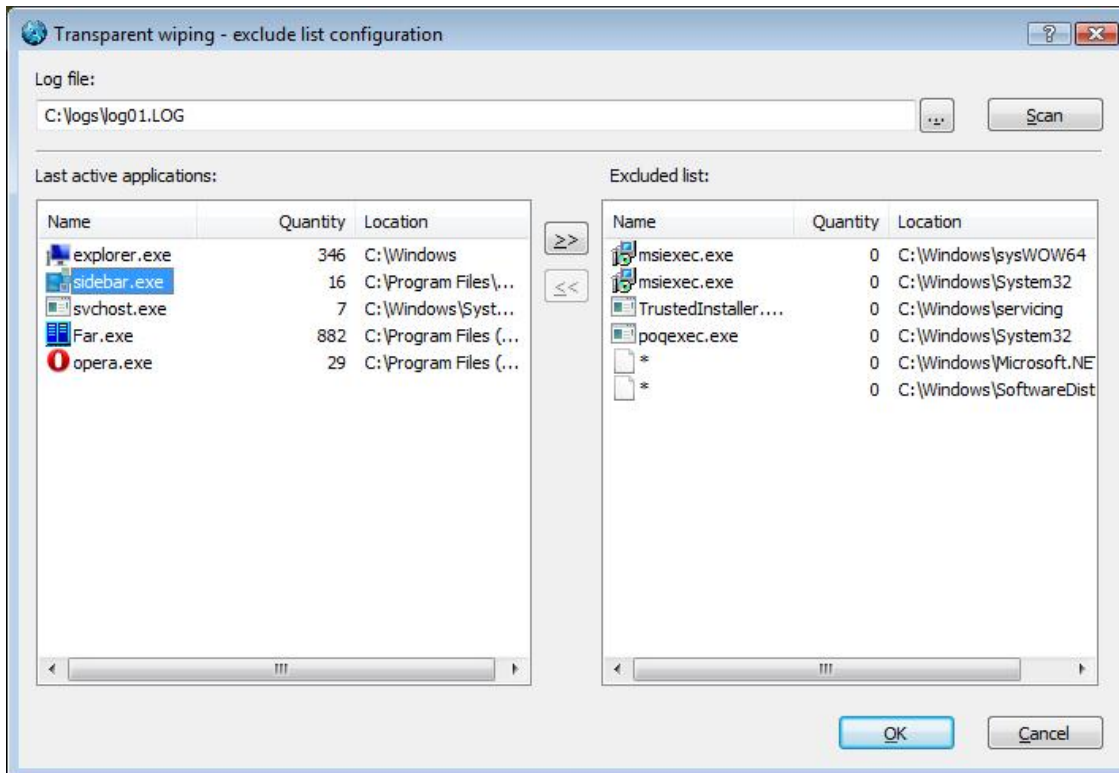 Transparent wiping - exclude list configuration
Log file:
C:\logs\log01.LOG ... Scan
Last active applications: Excluded list:
Name Quantity Location >> Name Quantity Location
explorer.exe 346 C:\Windows msiexec.exe 0 C:\Windows\sysWOW64
sidebar.exe 16 C:\Program Files\... << msiexec.exe 0 C:\Windows\System32
svchost.exe 7 C:\Windows\Syst... TrustedInstaller.... 0 C:\Windows\servicing
Far.exe 882 C:\Program Files (... poqexec.exe 0 C:\Windows\System32
opera.exe 29 C:\Program Files (... * 0 C:\Windows\Microsoft.NE
* 0 C:\Windows\SoftwareDist
OK Cancel